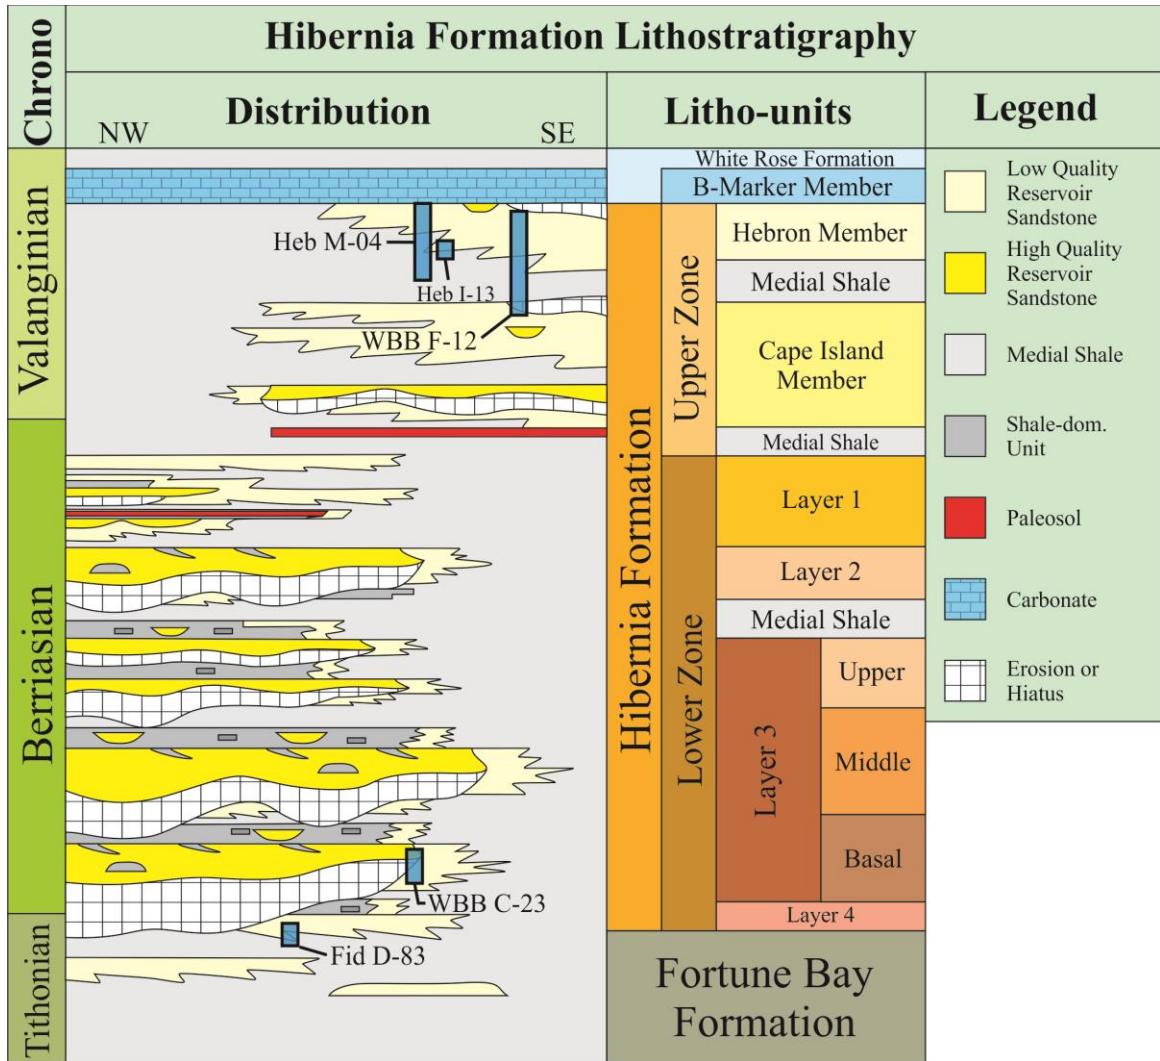 Chrono
Hibernia Formation Lithostratigraphy
Distribution
NW
SE
Litho-units
Legend
Valanginian
Berriasian
Tithonian
Heb M-04
Heb I-13
WBB F-12
WBB C-23
Fid D-83
White Rose Formation
B-Marker Member
Hibernia Formation
Upper Zone
Hebron Member
Medial Shale
Cape Island
Member
Medial Shale
Lower Zone
Layer 1
Layer 2
Medial Shale
Layer 3
Upper
Middle
Basal
Layer 4
Fortune Bay
Formation
Low Quality
Reservoir
Sandstone
High Quality
Reservoir
Sandstone
Medial Shale
Shale-dom.
Unit
Paleosol
Carbonate
Erosion or
Hiatus